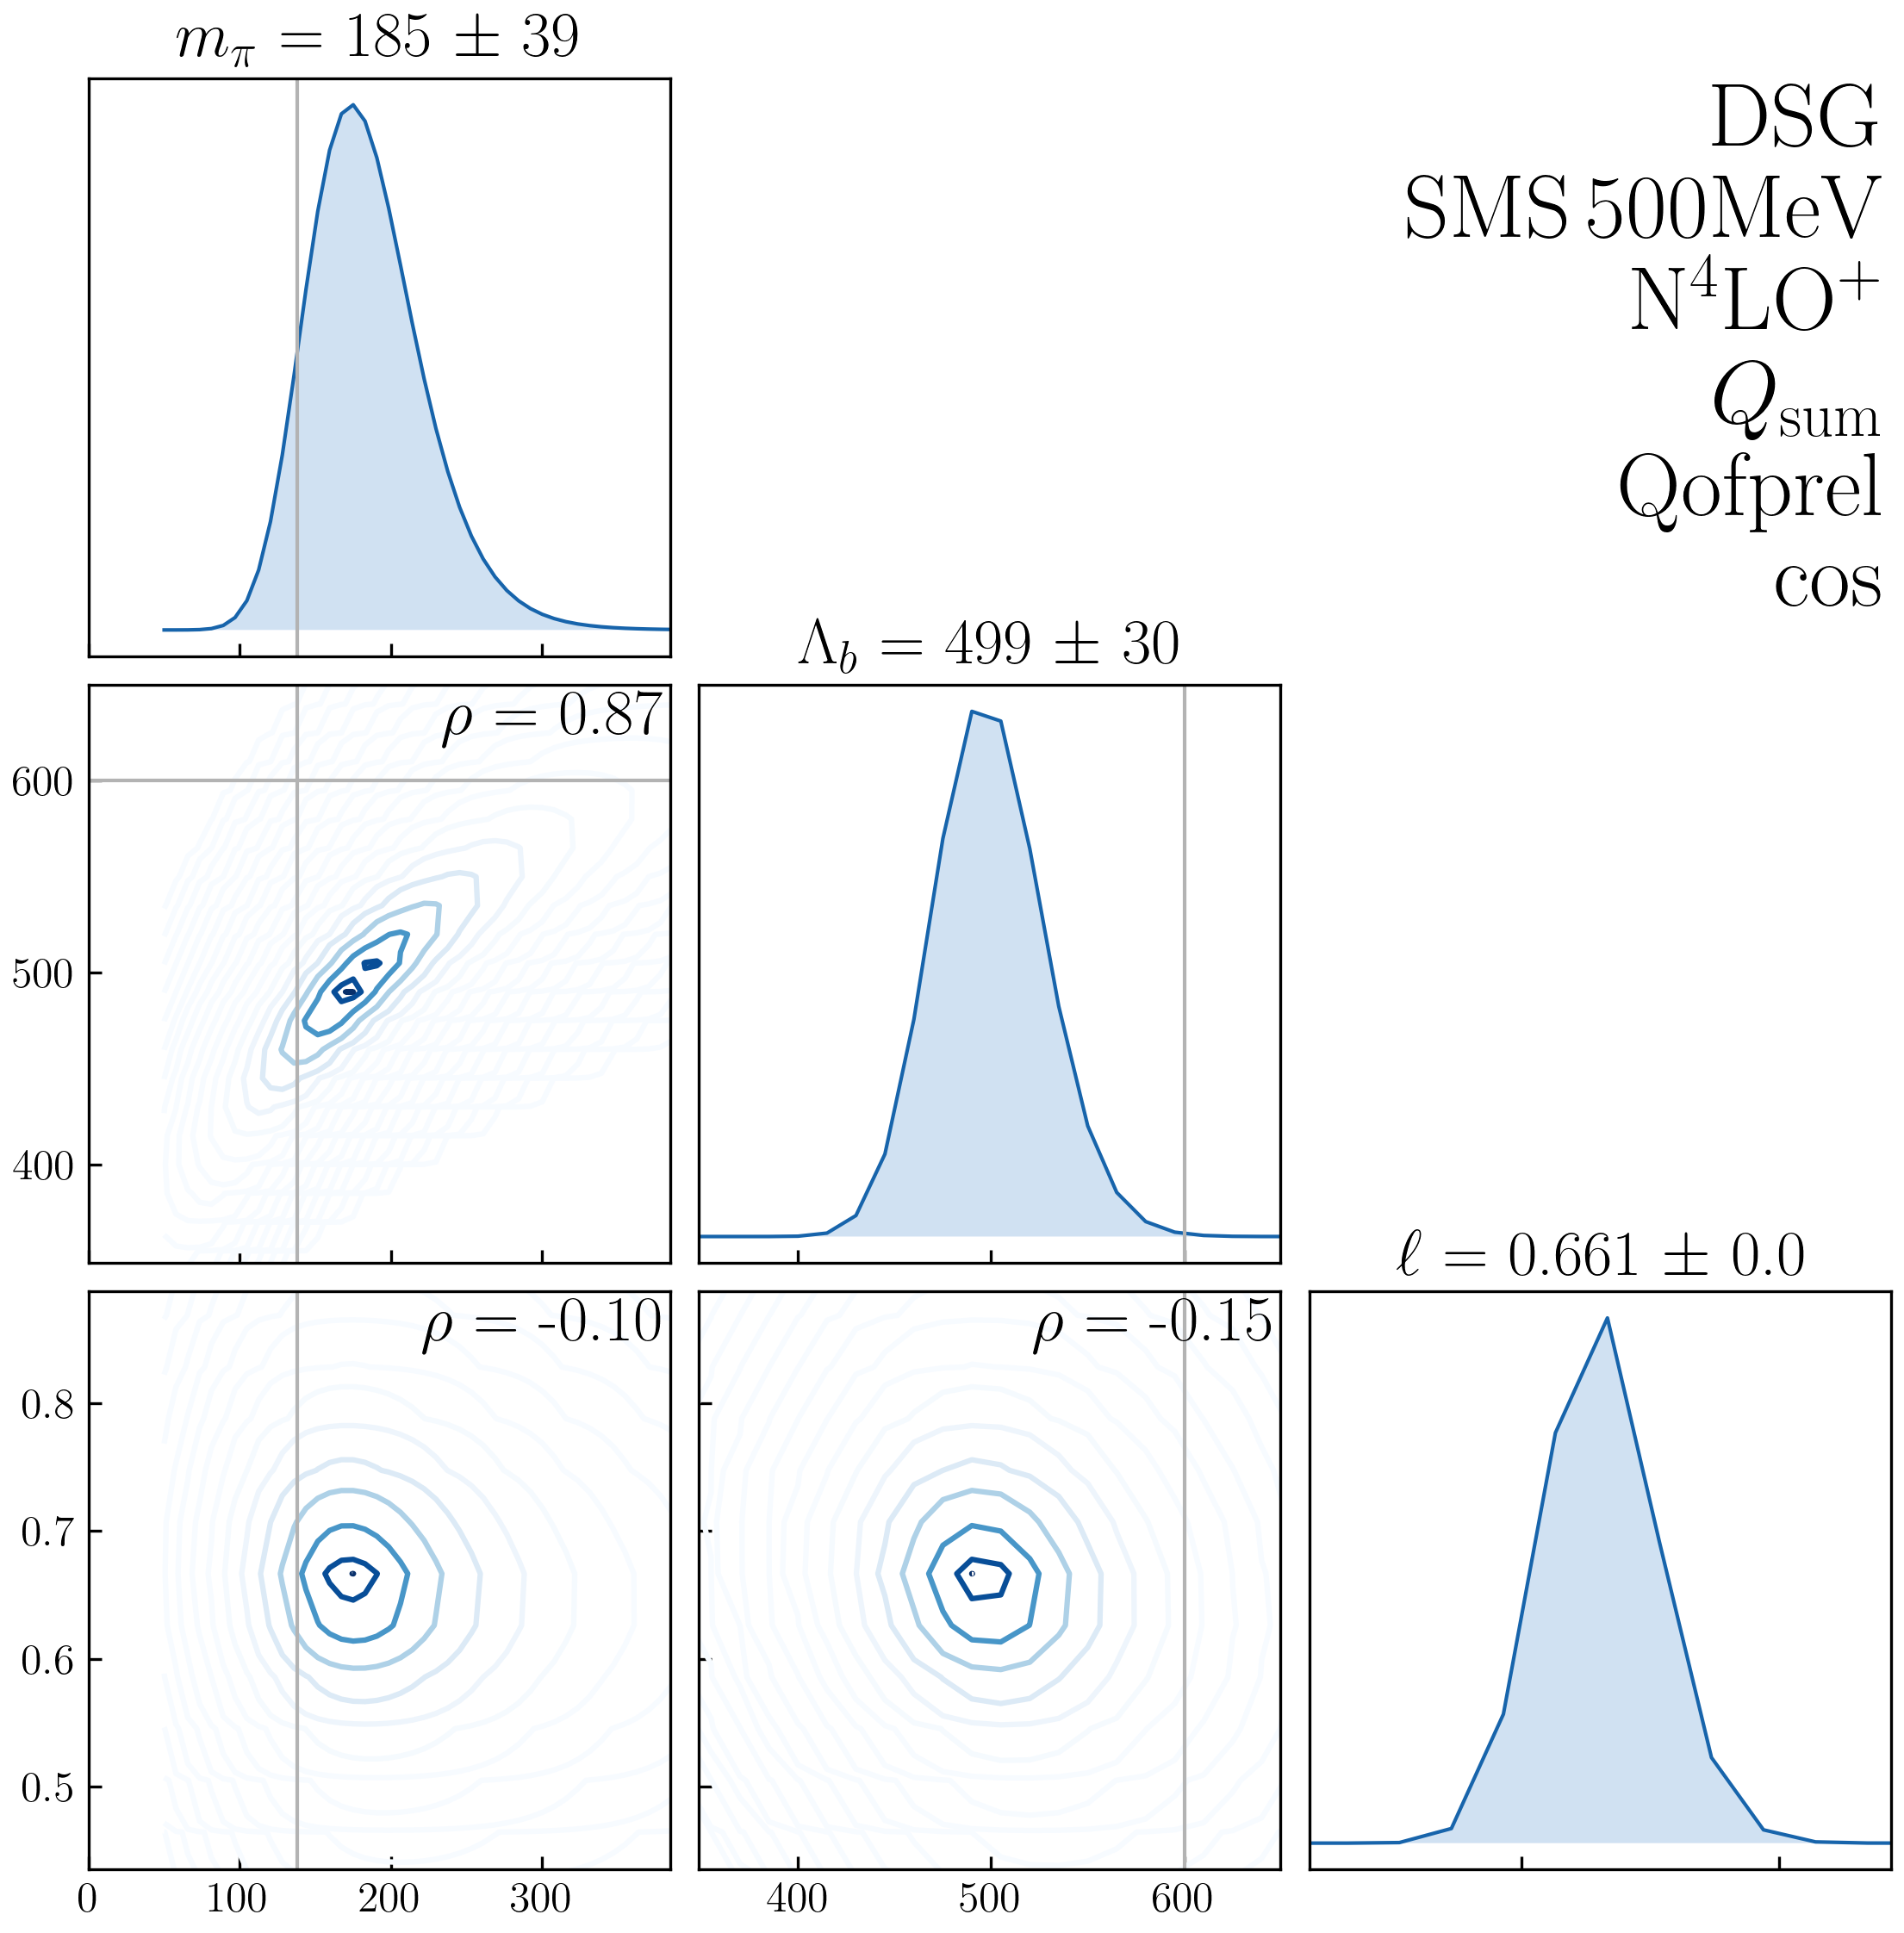 m_π = 185 ± 39
DSG
SMS 500MeV
N⁴LO⁺
Q_sum
Qofprel
cos
Λ_b = 499 ± 30
ρ = 0.87
600
500
400
ℓ = 0.661 ± 0.0
ρ = -0.10
ρ = -0.15
0.8
0.7
0.6
0.5
0 100 200 300
400 500 600